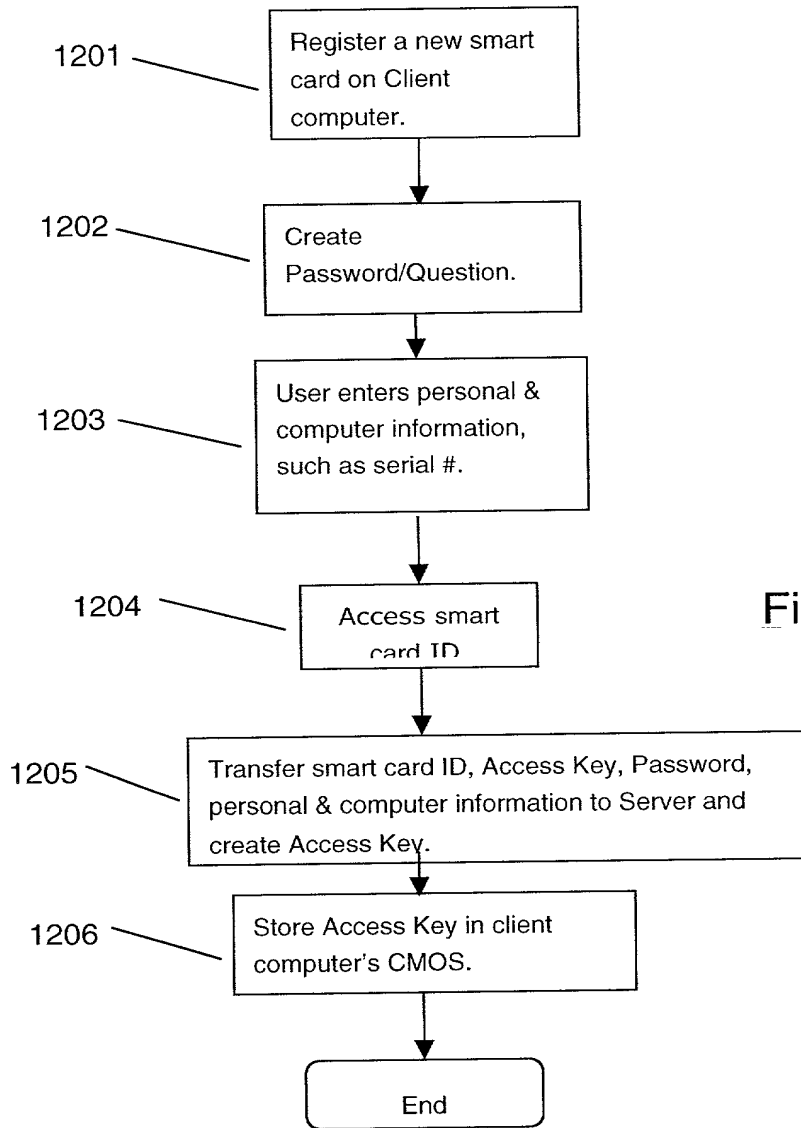 1201
Register a new smart
card on Client
computer.
1202
Create
Password/Question.
1203
User enters personal &
computer information,
such as serial #.
1204
Access smart
card ID
Fi
1205
Transfer smart card ID, Access Key, Password,
personal & computer information to Server and
create Access Key.
1206
Store Access Key in client
computer's CMOS.
End